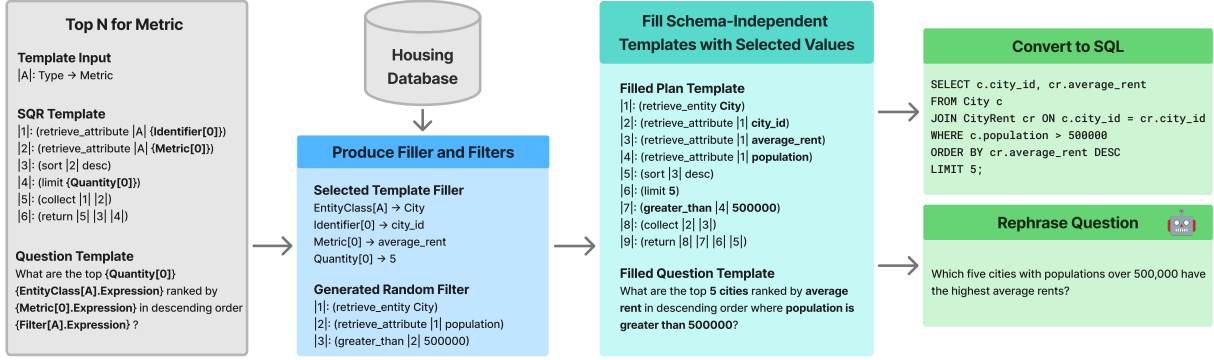 Top N for Metric
Template Input
|A|: Type → Metric
SQR Template
|1|: (retrieve_attribute |A| {Identifier[0]})
|2|: (retrieve_attribute |A| {Metric[0]})
|3|: (sort |2| desc)
|4|: (limit {Quantity[0]})
|5|: (collect |1| |2|)
|6|: (return |5| |3| |4|)
Question Template
What are the top {Quantity[0]}
{EntityClass[A].Expression} ranked by
{Metric[0].Expression} in descending order
{Filter[A].Expression} ?
Housing
Database
Produce Filler and Filters
Selected Template Filler
EntityClass[A] → City
Identifier[0] → city_id
Metric[0] → average_rent
Quantity[0] → 5
Generated Random Filter
|1|: (retrieve_entity City)
|2|: (retrieve_attribute |1| population)
|3|: (greater_than |2| 500000)
Fill Schema-Independent
Templates with Selected Values
Filled Plan Template
|1|: (retrieve_entity City)
|2|: (retrieve_attribute |1| city_id)
|3|: (retrieve_attribute |1| average_rent)
|4|: (retrieve_attribute |1| population)
|5|: (sort |3| desc)
|6|: (limit 5)
|7|: (greater_than |4| 500000)
|8|: (collect |2| |3|)
|9|: (return |8| |7| |6| |5|)
Filled Question Template
What are the top 5 cities ranked by average
rent in descending order where population is
greater than 500000?
Convert to SQL
SELECT c.city_id, cr.average_rent
FROM City c
JOIN CityRent cr ON c.city_id = cr.city_id
WHERE c.population > 500000
ORDER BY cr.average_rent DESC
LIMIT 5;
Rephrase Question
Which five cities with populations over 500,000 have
the highest average rents?